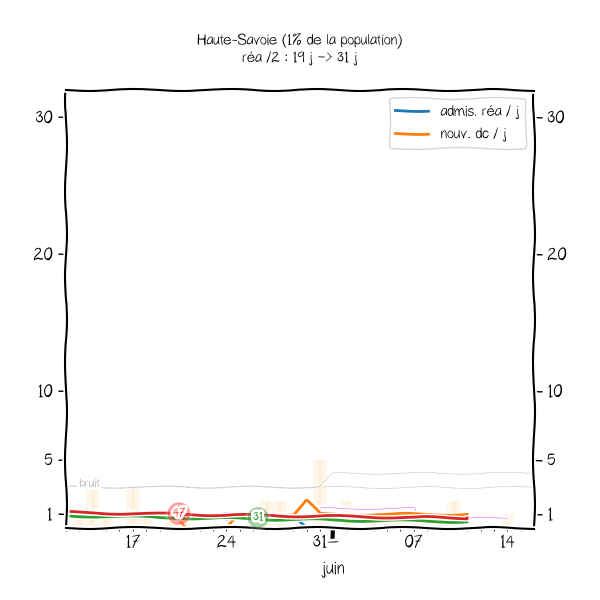 Haute-Savoie (1% de la population)
réa /2 : 19 j -> 31 j
admis. réa / j
nouv. dc / j
30
30
20
20
10
10
5
5
bruit
47
31
1
1
17
24
31
07
14
juin